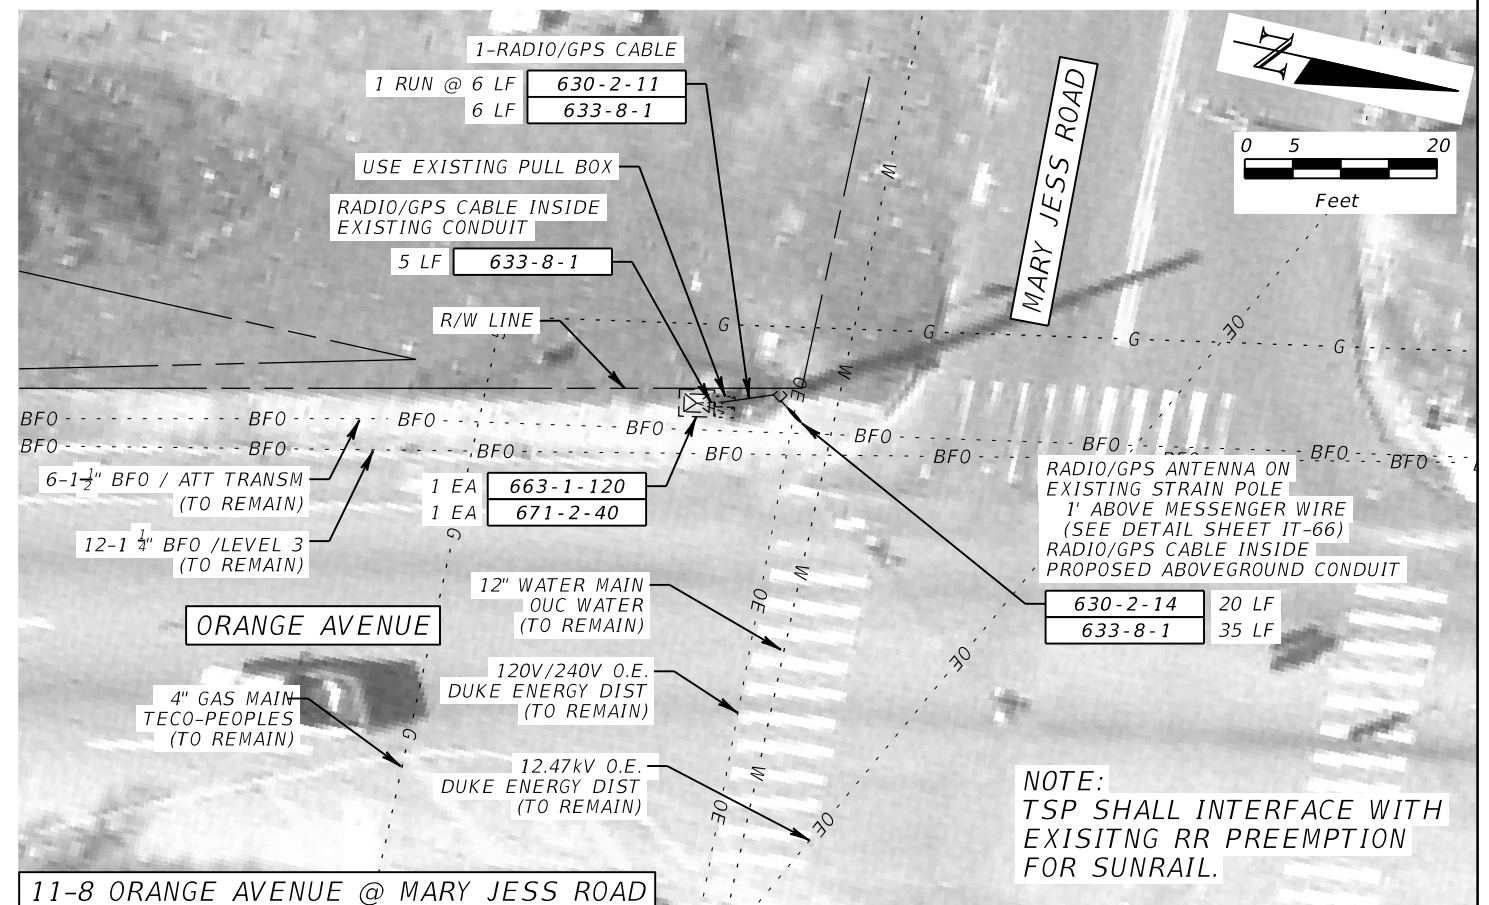 1-RADIO/GPS CABLE
1 RUN @ 6 LF 630-2-11
6 LF 633-8-1
USE EXISTING PULL BOX
RADIO/GPS CABLE INSIDE
EXISTING CONDUIT
5 LF 633-8-1
R/W LINE
MARY JESS ROAD
N
0 5 20
Feet
G G G G
W
W
OE
OE
BFO BFO BFO BFO BFO BFO BFO
BFO BFO BFO BFO BFO BFO
6-1 1/2" BFO / ATT TRANSM
(TO REMAIN)
12-1 1/4" BFO /LEVEL 3
(TO REMAIN)
1 EA 663-1-120
1 EA 671-2-40
RADIO/GPS ANTENNA ON
EXISTING STRAIN POLE
1' ABOVE MESSENGER WIRE
(SEE DETAIL SHEET IT-66)
RADIO/GPS CABLE INSIDE
PROPOSED ABOVEGROUND CONDUIT
630-2-14 20 LF
633-8-1 35 LF
G
12" WATER MAIN
OUC WATER
(TO REMAIN)
W
OE
OE
ORANGE AVENUE
120V/240V O.E.
DUKE ENERGY DIST
(TO REMAIN)
4" GAS MAIN
TECO-PEOPLES
(TO REMAIN)
G
12.47kV O.E.
DUKE ENERGY DIST
(TO REMAIN)
W
OE
OE
NOTE:
TSP SHALL INTERFACE WITH
EXISITNG RR PREEMPTION
FOR SUNRAIL.
11-8 ORANGE AVENUE @ MARY JESS ROAD